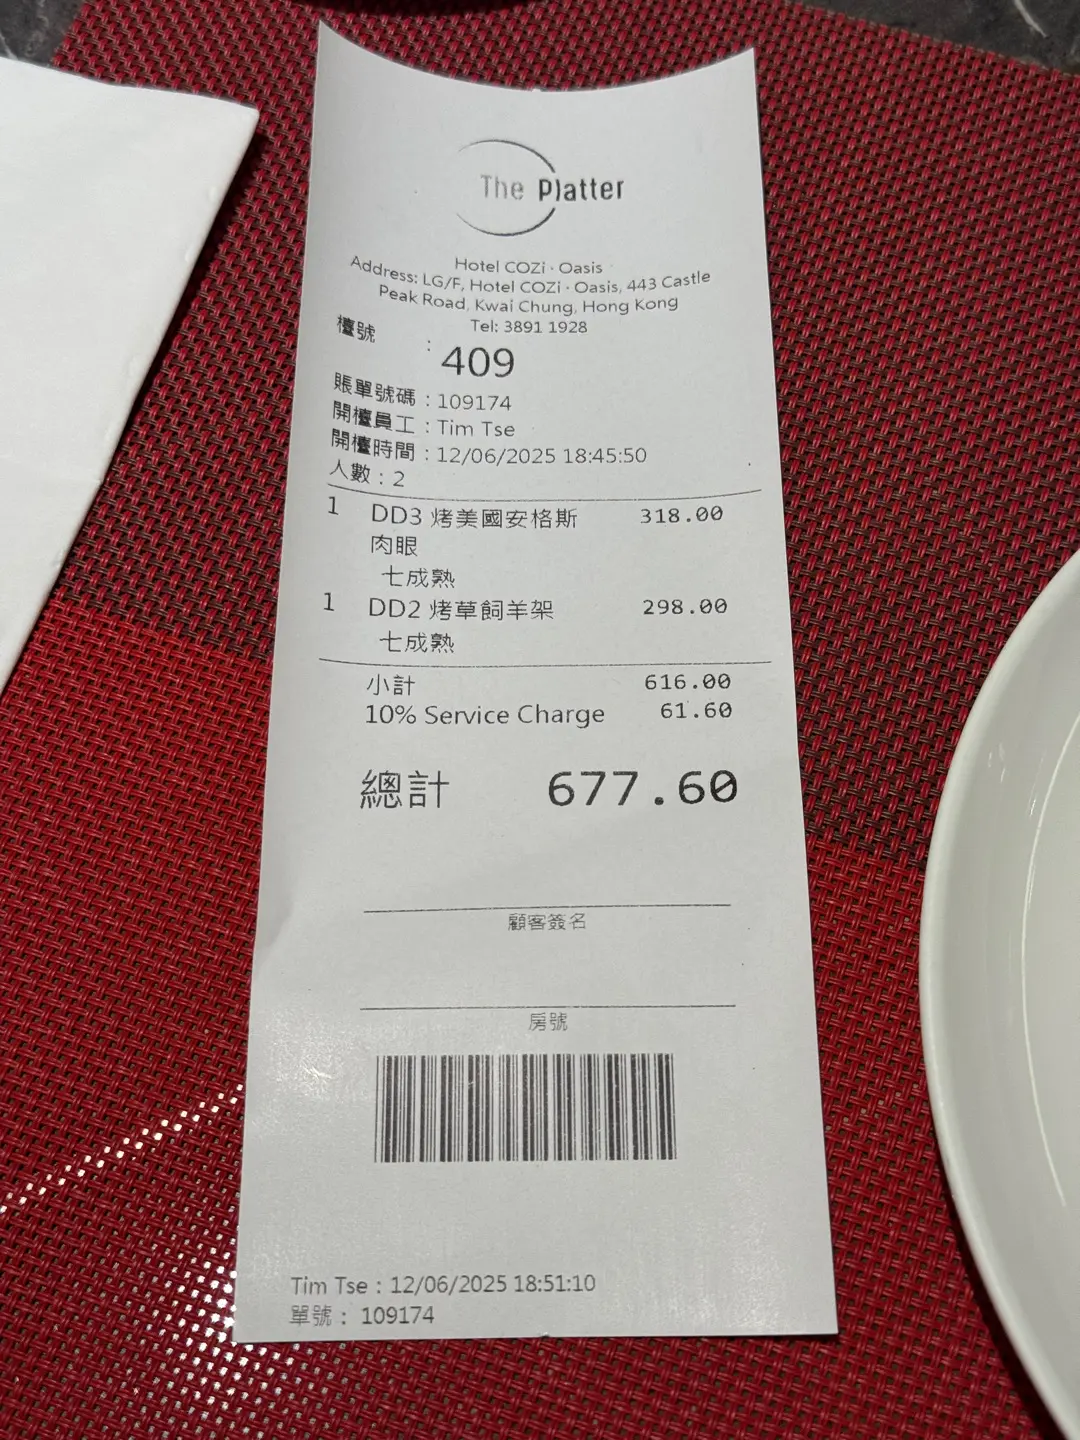 The Platter
Hotel COZi · Oasis
Address: LG/F, Hotel COZi · Oasis, 443 Castle
Peak Road, Kwai Chung, Hong Kong
Tel: 3891 1928
檯號 : 409
賬單號碼 : 109174
開檯員工 : Tim Tse
開檯時間 : 12/06/2025 18:45:50
人數 : 2
1 DD3 烤美國安格斯 318.00
肉眼
七成熟
1 DD2 烤草飼羊架 298.00
七成熟
小計 616.00
10% Service Charge 61.60
總計 677.60
顧客簽名
房號
Tim Tse : 12/06/2025 18:51:10
單號 : 109174